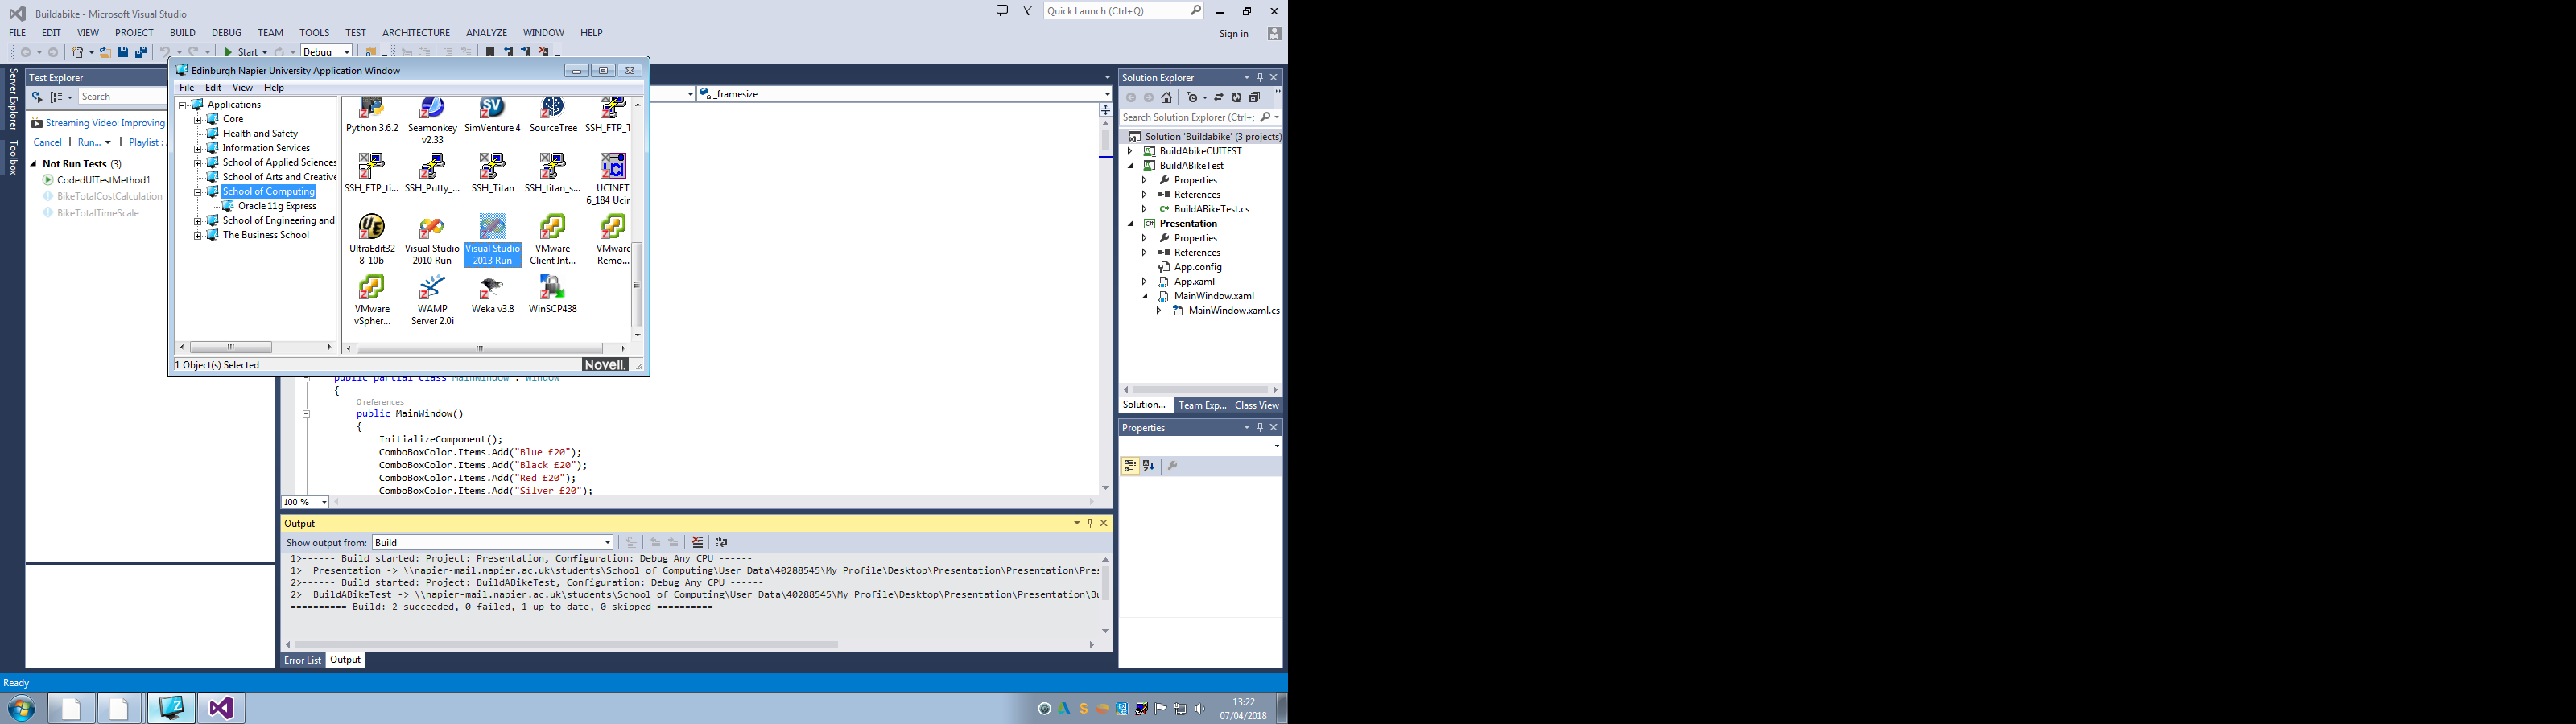 Buildabike - Microsoft Visual Studio
Quick Launch (Ctrl+Q)
FILE EDIT VIEW PROJECT BUILD DEBUG TEAM TOOLS TEST ARCHITECTURE ANALYZE WINDOW HELP
Sign in
Start Debug
Server Explorer
Toolbox
Test Explorer
Search
Streaming Video: Improving
Cancel | Run... | Playlist :
Not Run Tests (3)
CodedUITestMethod1
BikeTotalCostCalculation
BikeTotalTimeScale
Edinburgh Napier University Application Window
File Edit View Help
Applications
Core
Health and Safety
Information Services
School of Applied Sciences
School of Arts and Creative
School of Computing
Oracle 11g Express
School of Engineering and
The Business School
Python 3.6.2 Seamonkey SimVenture 4 SourceTree SSH_FTP_T
v2.33
SSH_FTP_ti... SSH_Putty_... SSH_Titan SSH_titan_s... UCINET
6_184 Ucin
UltraEdit32 Visual Studio Visual Studio VMware VMware
8_10b 2010 Run 2013 Run Client Int... Remo...
VMware WAMP Weka v3.8 WinSCP438
vSpher... Server 2.0i
1 Object(s) Selected
Novell.
_framesize
public partial class MainWindow : Window
{
0 references
public MainWindow()
{
InitializeComponent();
ComboBoxColor.Items.Add("Blue £20");
ComboBoxColor.Items.Add("Black £20");
ComboBoxColor.Items.Add("Red £20");
ComboBoxColor.Items.Add("Silver £20");
100 %
Output
Show output from: Build
1>------ Build started: Project: Presentation, Configuration: Debug Any CPU ------
1> Presentation -> \\napier-mail.napier.ac.uk\students\School of Computing\User Data\40288545\My Profile\Desktop\Presentation\Presentation\Pres
2>------ Build started: Project: BuildABikeTest, Configuration: Debug Any CPU ------
2> BuildABikeTest -> \\napier-mail.napier.ac.uk\students\School of Computing\User Data\40288545\My Profile\Desktop\Presentation\Presentation\Bu
========== Build: 2 succeeded, 0 failed, 1 up-to-date, 0 skipped ==========
Error List Output
Solution Explorer
Search Solution Explorer (Ctrl+;
Solution 'Buildabike' (3 projects)
BuildAbikeCUITEST
BuildABikeTest
Properties
References
BuildABikeTest.cs
Presentation
Properties
References
App.config
App.xaml
MainWindow.xaml
MainWindow.xaml.cs
Solution... Team Exp... Class View
Properties
Ready
13:22
07/04/2018